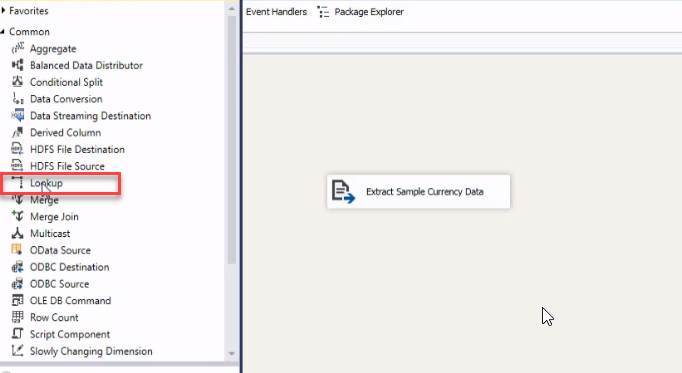 Favorites
Common
Aggregate
Balanced Data Distributor
Conditional Split
Data Conversion
Data Streaming Destination
Derived Column
HDFS File Destination
HDFS File Source
Lookup
Merge
Merge Join
Multicast
OData Source
ODBC Destination
ODBC Source
OLE DB Command
Row Count
Script Component
Slowly Changing Dimension
Event Handlers Package Explorer
Extract Sample Currency Data